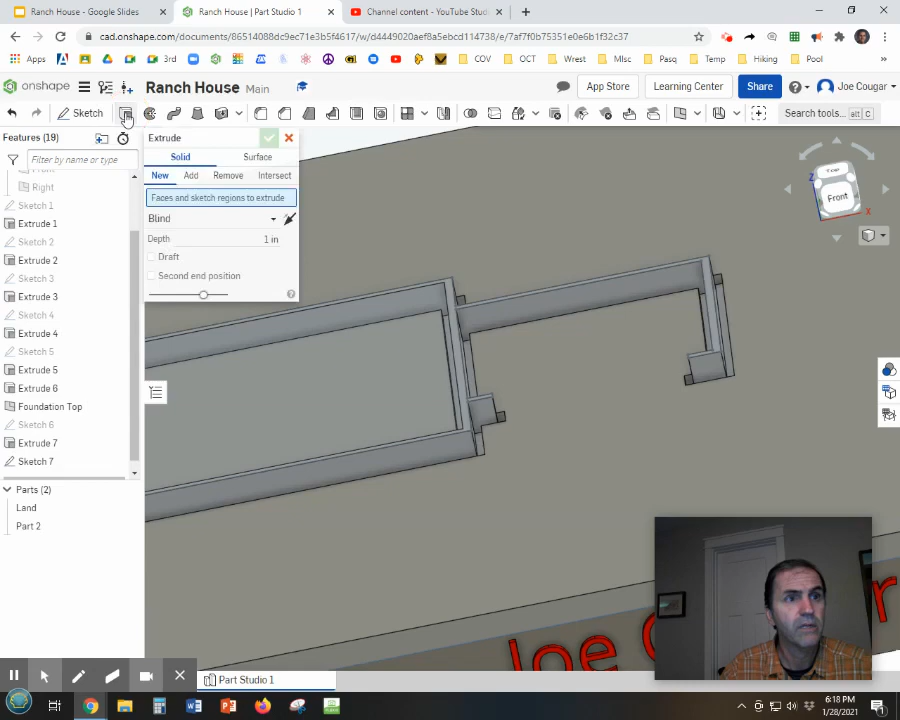 Ranch House - Google Slides
Ranch House | Part Studio 1
Channel content - YouTube Studio
cad.onshape.com/documents/86514088dc9ec71e3b5f4617/w/d4449020aef8a5ebcd114738/e/7af7f0b75351e0e6b1f32c37
Apps
3rd
COV
OCT
MIsc
Westr
Pasq
Temp
Hiking
Pool
onshape
Ranch House Main
App Store
Learning Center
Share
Joe Cougar
Sketch
Search tools...
alt C
Features (19)
Filter by name or type
Front
Right
Sketch 1
Extrude 1
Sketch 2
Extrude 2
Sketch 3
Extrude 3
Sketch 4
Extrude 4
Sketch 5
Extrude 5
Extrude 6
Foundation Top
Sketch 6
Extrude 7
Sketch 7
Parts (2)
Land
Part 2
Extrude
Solid
Surface
New
Add
Remove
Intersect
Faces and sketch regions to extrude
Blind
Depth
1 in
Draft
Second end position
Top
Front
Z
X
Joe
Part Studio 1
6:18 PM
1/28/2021